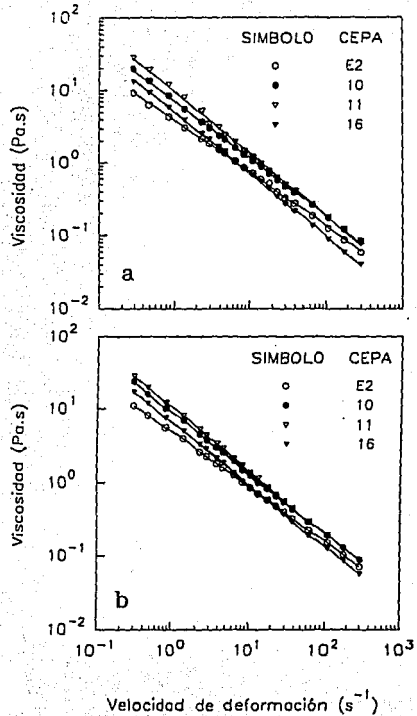 10²
10¹
10⁰
10⁻¹
10⁻²
Viscosidad (Pa.s)
SIMBOLO CEPA
E2
10
11
16
a
10²
10¹
10⁰
10⁻¹
10⁻²
Viscosidad (Pa.s)
SIMBOLO CEPA
E2
10
11
16
b
10⁻¹ 10⁰ 10¹ 10² 10³
Velocidad de deformación (s⁻¹)